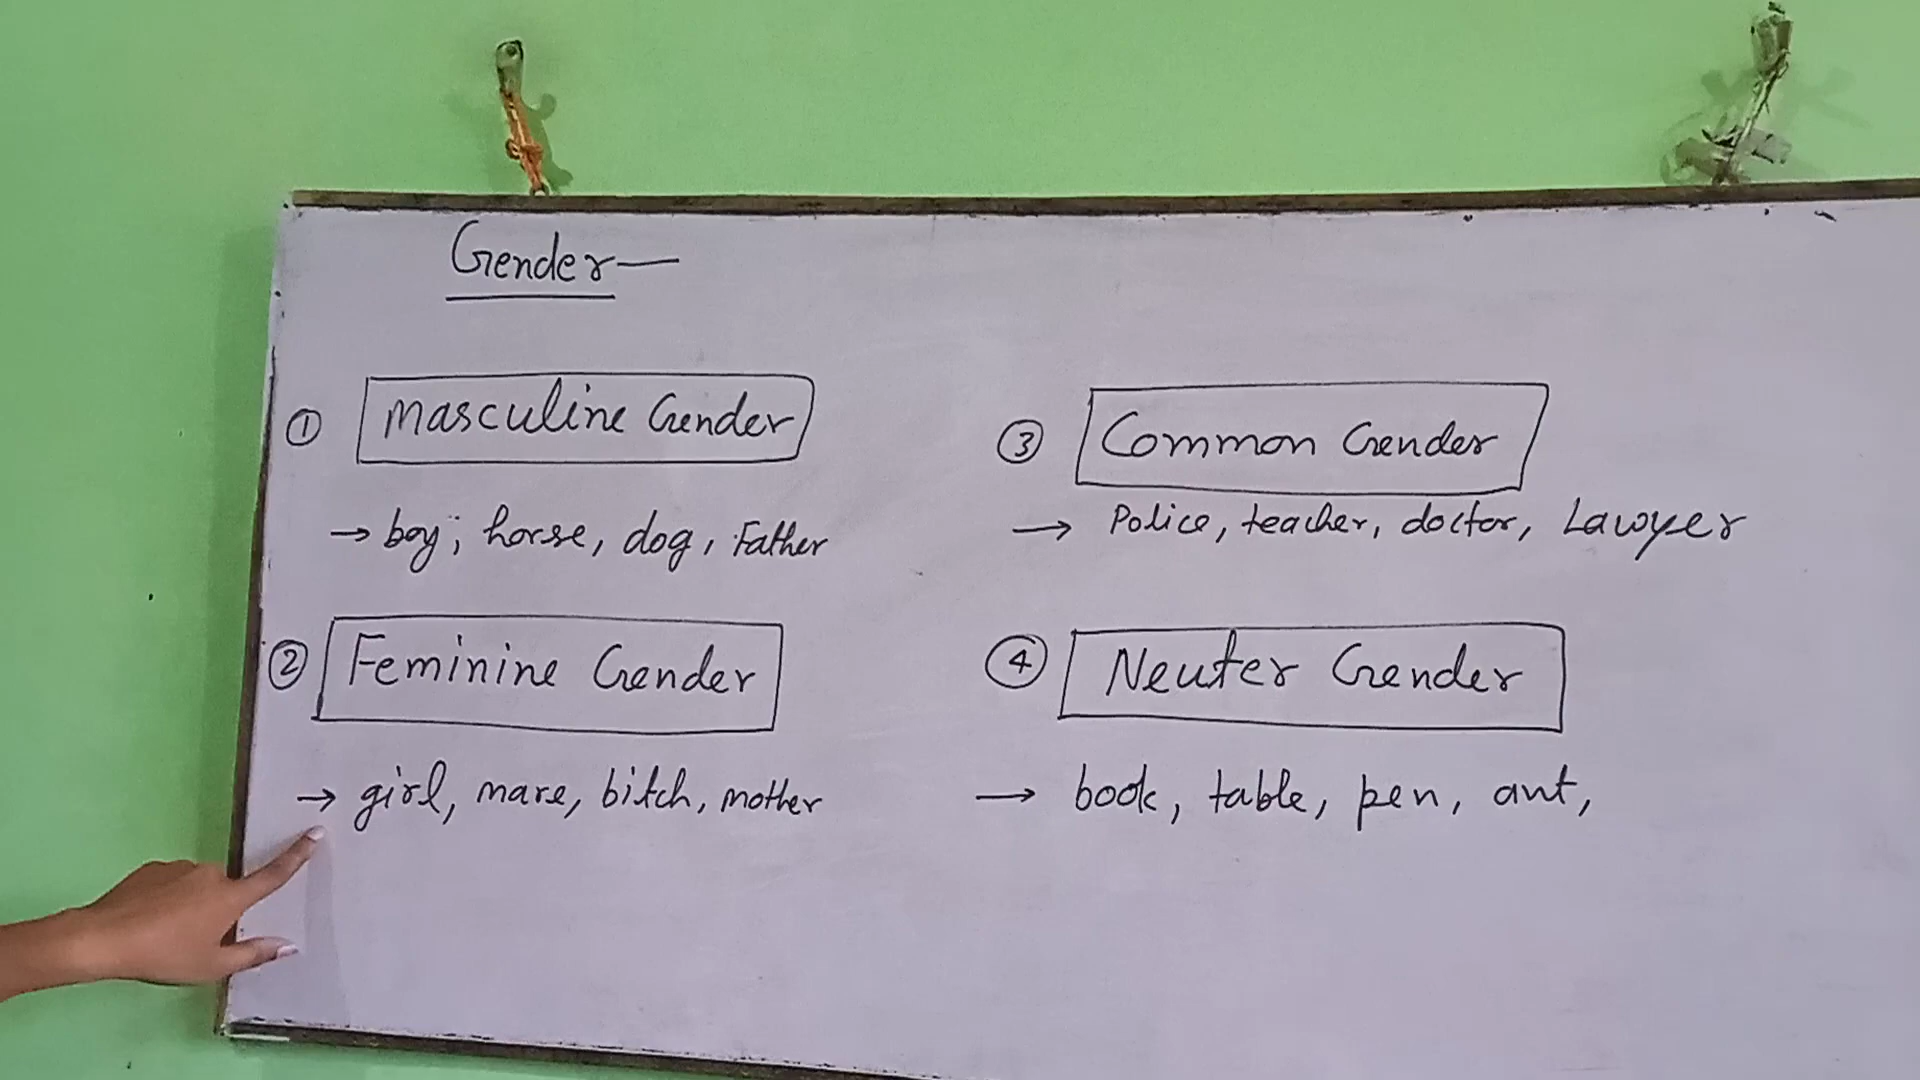 Gender—
① Masculine Gender
→ boy; horse, dog, Father
② Feminine Gender
→ girl, mare, bitch, mother
③ Common Gender
→ Police, teacher, doctor, Lawyer
④ Neuter Gender
→ book, table, pen, ant,